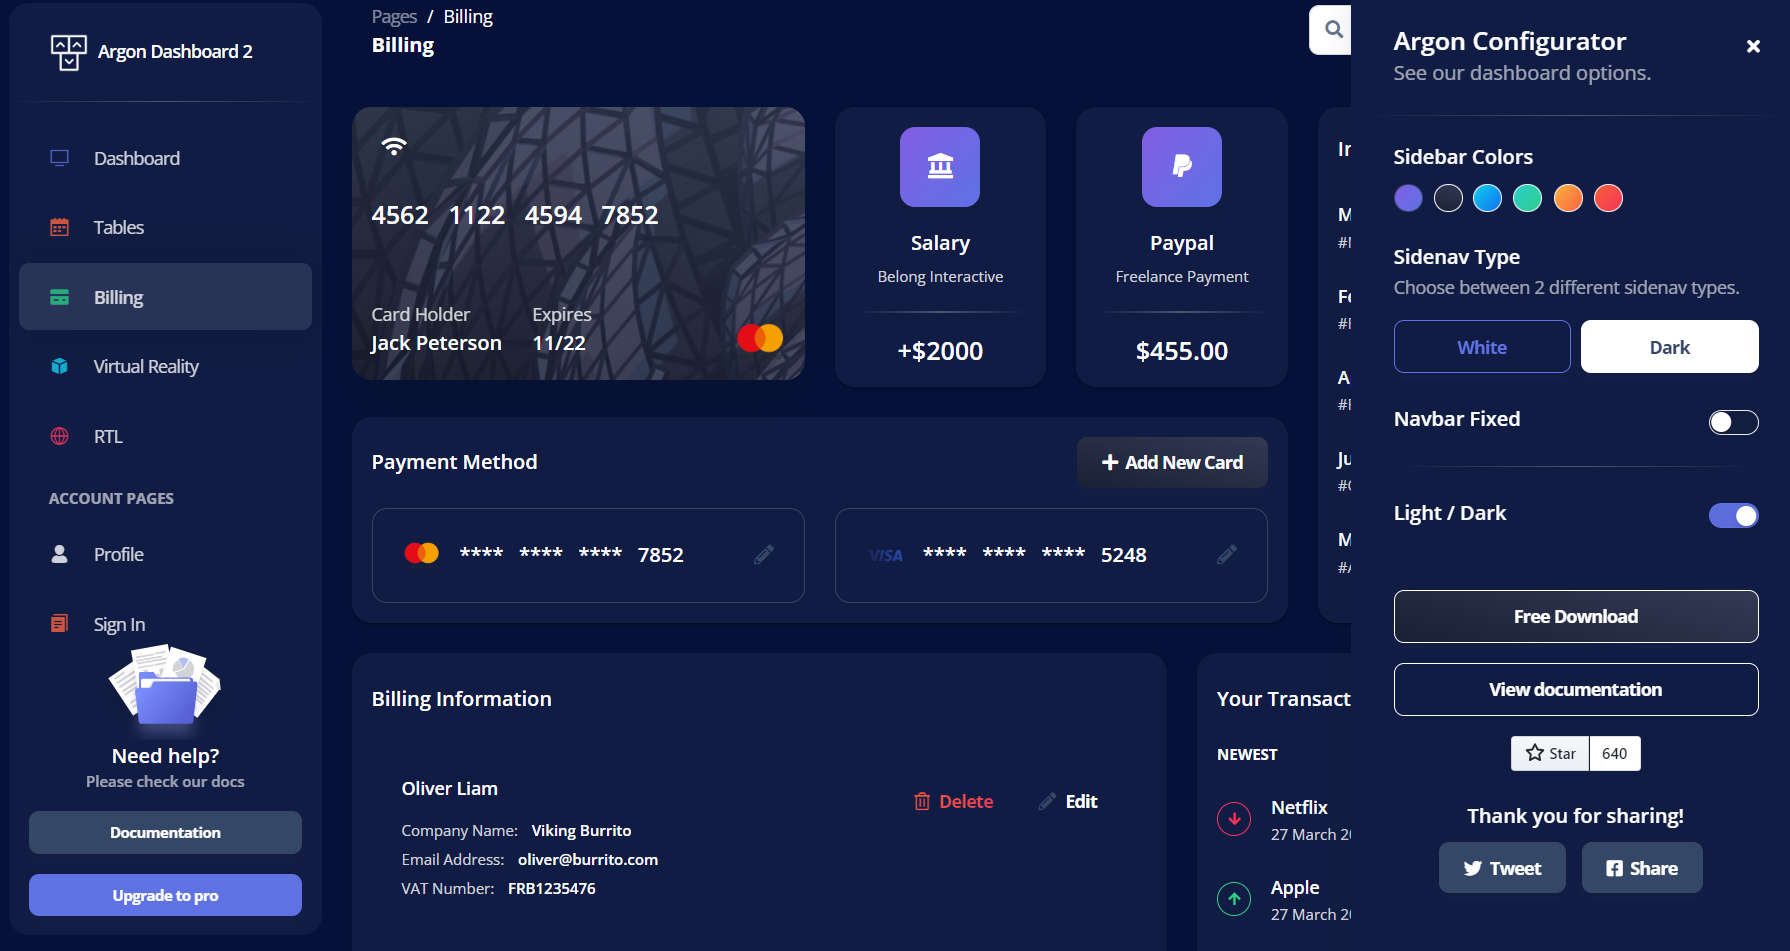 Argon Dashboard 2
Dashboard
Tables
Billing
Virtual Reality
RTL
ACCOUNT PAGES
Profile
Sign In
Need help?
Please check our docs
Documentation
Upgrade to pro
Pages / Billing
Billing
4562 1122 4594 7852
Card Holder
Jack Peterson
Expires
11/22
Salary
Belong Interactive
+$2000
Paypal
Freelance Payment
$455.00
Payment Method
Add New Card
**** **** **** 7852
VISA **** **** **** 5248
Billing Information
Oliver Liam
Delete
Edit
Company Name: Viking Burrito
Email Address: oliver@burrito.com
VAT Number: FRB1235476
Your Transact
NEWEST
Netflix
27 March 20
Apple
27 March 20
Argon Configurator
See our dashboard options.
Sidebar Colors
Sidenav Type
Choose between 2 different sidenav types.
White
Dark
Navbar Fixed
Light / Dark
Free Download
View documentation
Star 640
Thank you for sharing!
Tweet
Share